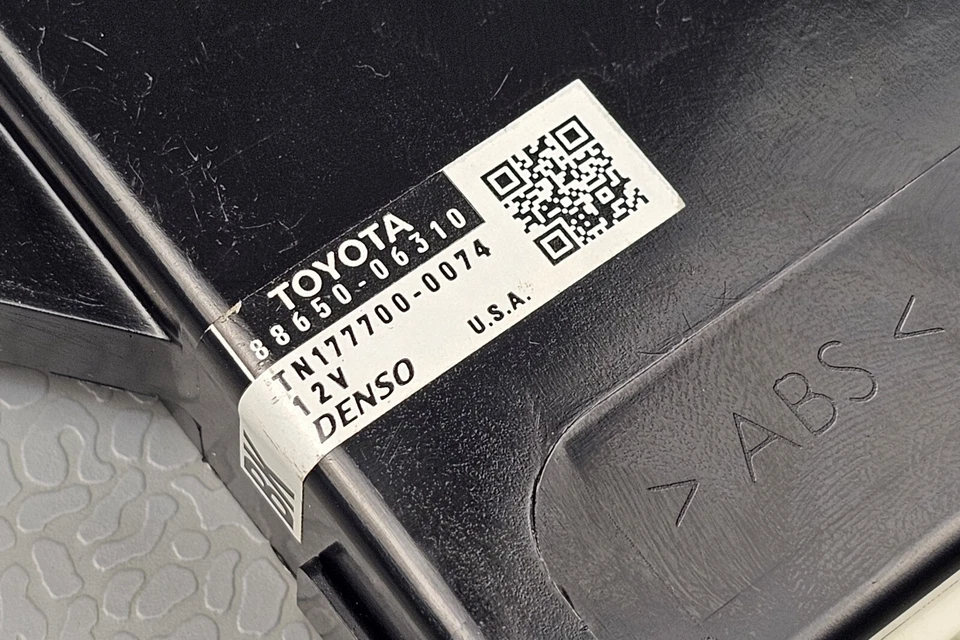 TOYOTA
88650-06310
TN177700-0074
12V
U.S.A.
DENSO
>ABS<